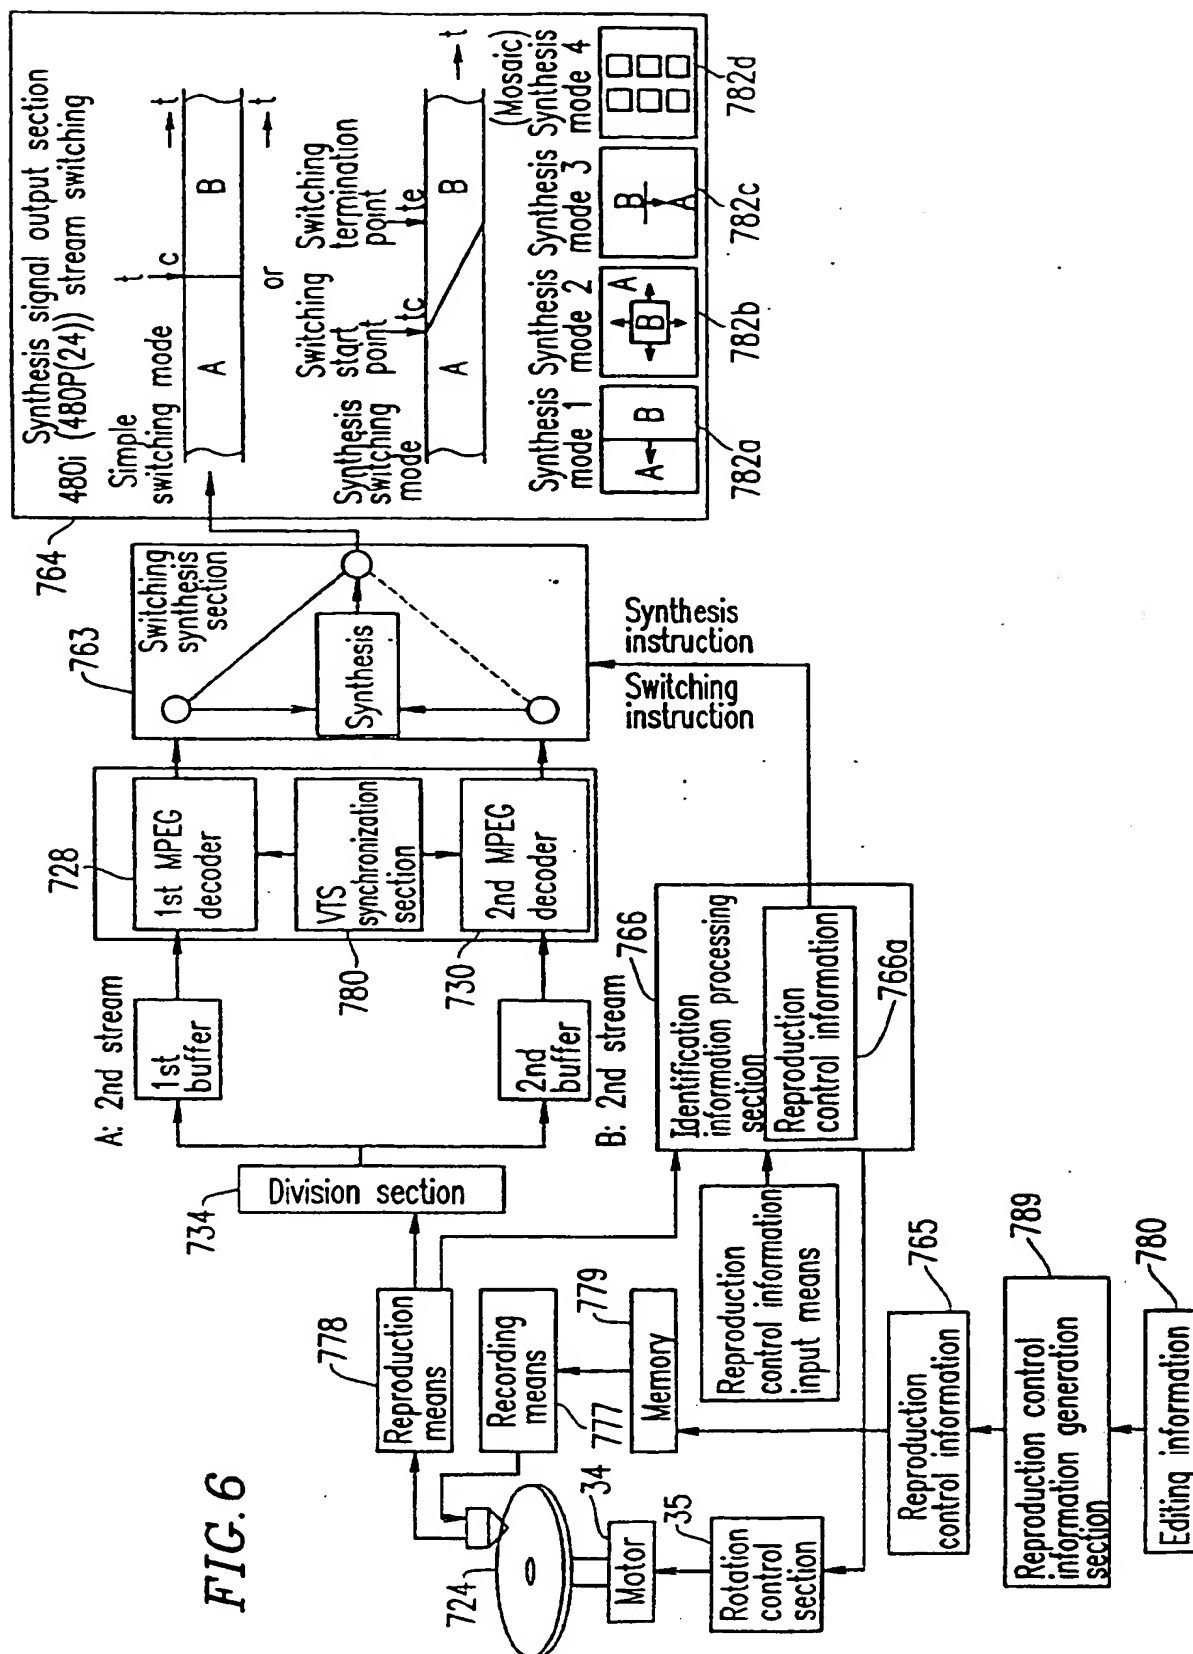 FIG. 6
724
Motor
34
Rotation
control
section
35
Reproduction
means
778
Recording
means
777
Memory
779
Reproduction
control information
765
Reproduction control
information generation
section
789
Editing information
780
Division section
734
Reproduction
control information
input means
A: 2nd stream
1st
buffer
2nd
buffer
B: 2nd stream
728
1st MPEG
decoder
VTS
synchronization
section
780
2nd MPEG
decoder
730
766
Identification
information processing
section
Reproduction
control information
766a
763
Switching
synthesis
section
Synthesis
Switching
instruction
Synthesis
instruction
764
Synthesis signal output section
480i (480P(24)) stream switching
Simple
switching mode
t
c
t
A
B
t
or
Synthesis
switching
mode
Switching
start
point
tc
Switching
termination
point
te
A
B
t
Synthesis
mode 1
A
B
782a
Synthesis
mode 2
A
B
782b
Synthesis
mode 3
B
A
782c
(Mosaic)
Synthesis
mode 4
782d